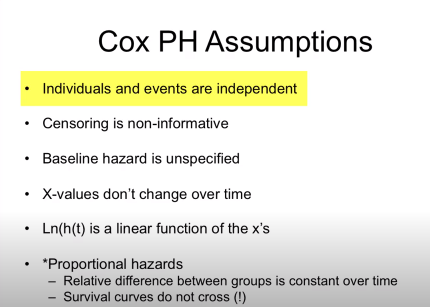 Cox PH Assumptions
• Individuals and events are independent
• Censoring is non-informative
• Baseline hazard is unspecified
• X-values don't change over time
• Ln(h(t) is a linear function of the x's
• *Proportional hazards
– Relative difference between groups is constant over time
– Survival curves do not cross (!)